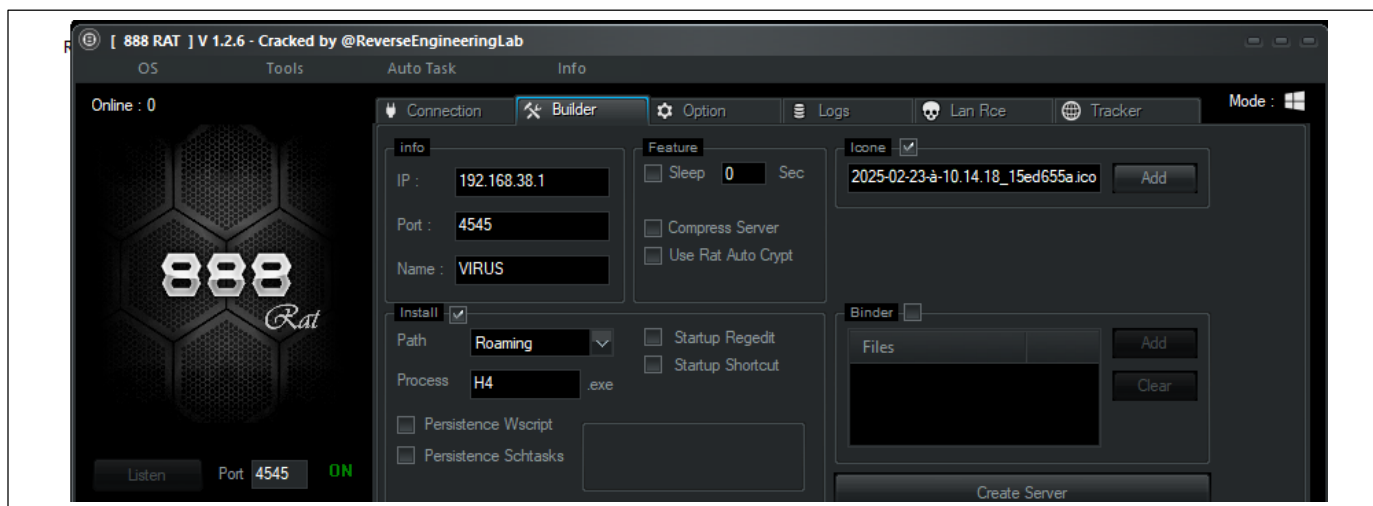 [ 888 RAT ] V 1.2.6 - Cracked by @ReverseEngineeringLab
OS Tools Auto Task Info
Online : 0
Connection Builder Option Logs Lan Rce Tracker
Mode :
info
IP : 192.168.38.1
Port : 4545
Name : VIRUS
Feature
Sleep 0 Sec
Compress Server
Use Rat Auto Crypt
Icone
2025-02-23-à-10.14.18_15ed655a.ico Add
888
Rat
Install
Path Roaming
Process H4 .exe
Startup Regedit
Startup Shortcut
Persistence Wscript
Persistence Schtasks
Binder
Files
Add
Clear
Create Server
Listen Port 4545 ON